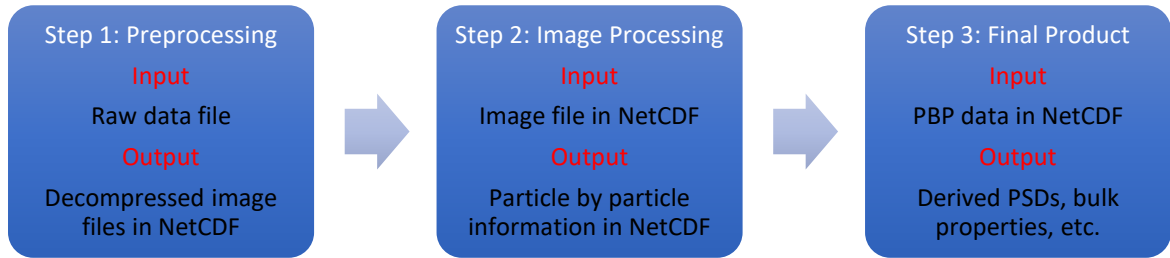 Step 1: Preprocessing
Input
Raw data file
Output
Decompressed image
files in NetCDF
Step 2: Image Processing
Input
Image file in NetCDF
Output
Particle by particle
information in NetCDF
Step 3: Final Product
Input
PBP data in NetCDF
Output
Derived PSDs, bulk
properties, etc.